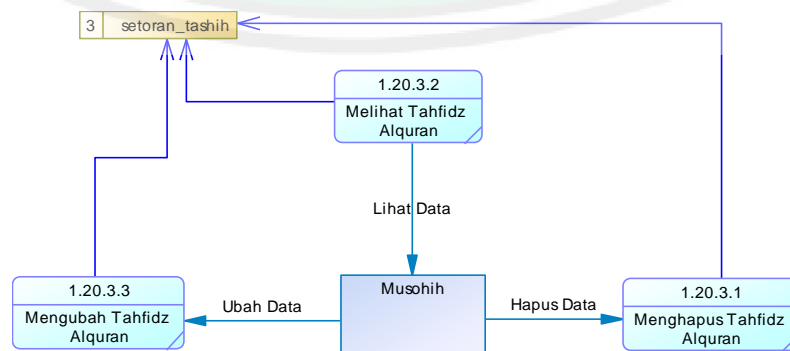 3 setoran_tashih
1.20.3.2
Melihat Tahfidz
Alquran
Lihat Data
1.20.3.3
Mengubah Tahfidz
Alquran
Ubah Data
Musohih
Hapus Data
1.20.3.1
Menghapus Tahfidz
Alquran